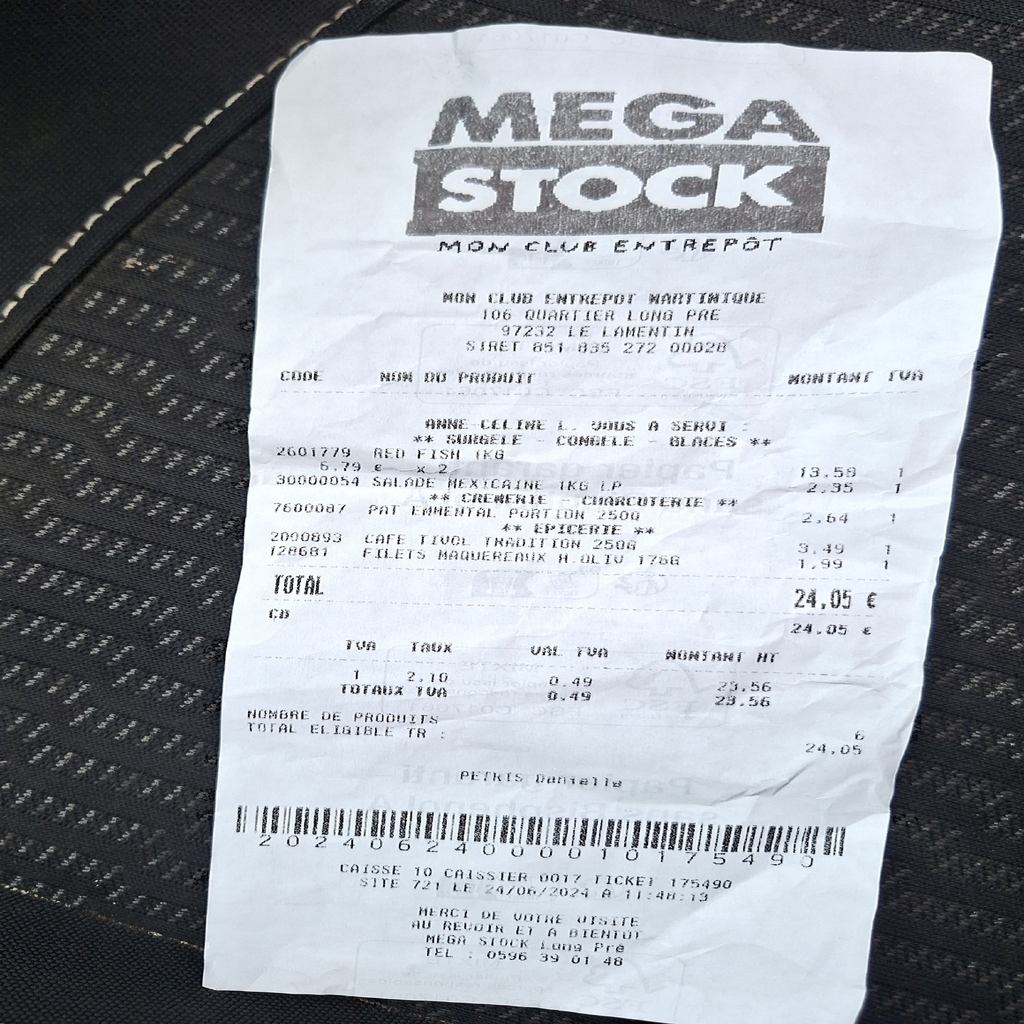 MEGA
STOCK
MON CLUB ENTREPÔT
MON CLUB ENTREPOT MARTINIQUE
106 QUARTIER LONG PRE
97232 LE LAMENTIN
SIRET 851 835 272 00028
CODE NOM DU PRODUIT MONTANT TVA
ANNE-CELINE L. VOUS A SERVI :
** SURGELE - CONGELE - GLACES **
2601779 RED FISH 1KG
6.79 € x 2 13.58 1
30000054 SALADE MEXICAINE 1KG LP 2.35 1
** CREMERIE - CHARCUTERIE **
7600087 PAT EMMENTAL PORTION 250G 2,64 1
** EPICERIE **
2000893 CAFE TIVOL TRADITION 250G 3.49 1
128681 FILETS MAQUEREAUX H.OLIV 176G 1,99 1
TOTAL 24,05 €
CB 24.05 €
TVA TAUX VAL TVA MONTANT HT
1 2,10 0.49 23,56
TOTAUX TVA 0.49 23.56
NOMBRE DE PRODUITS 6
TOTAL ELIGIBLE TR : 24,05
PETRIS Danielle
20240624000010175490
CAISSE 10 CAISSIER 0017 TICKET 175490
SITE 721 LE 24/06/2024 A 11:48:13
MERCI DE VOTRE VISITE
AU REVOIR ET A BIENTOT
MEGA STOCK Long Pré
TEL : 0596 39 01 48